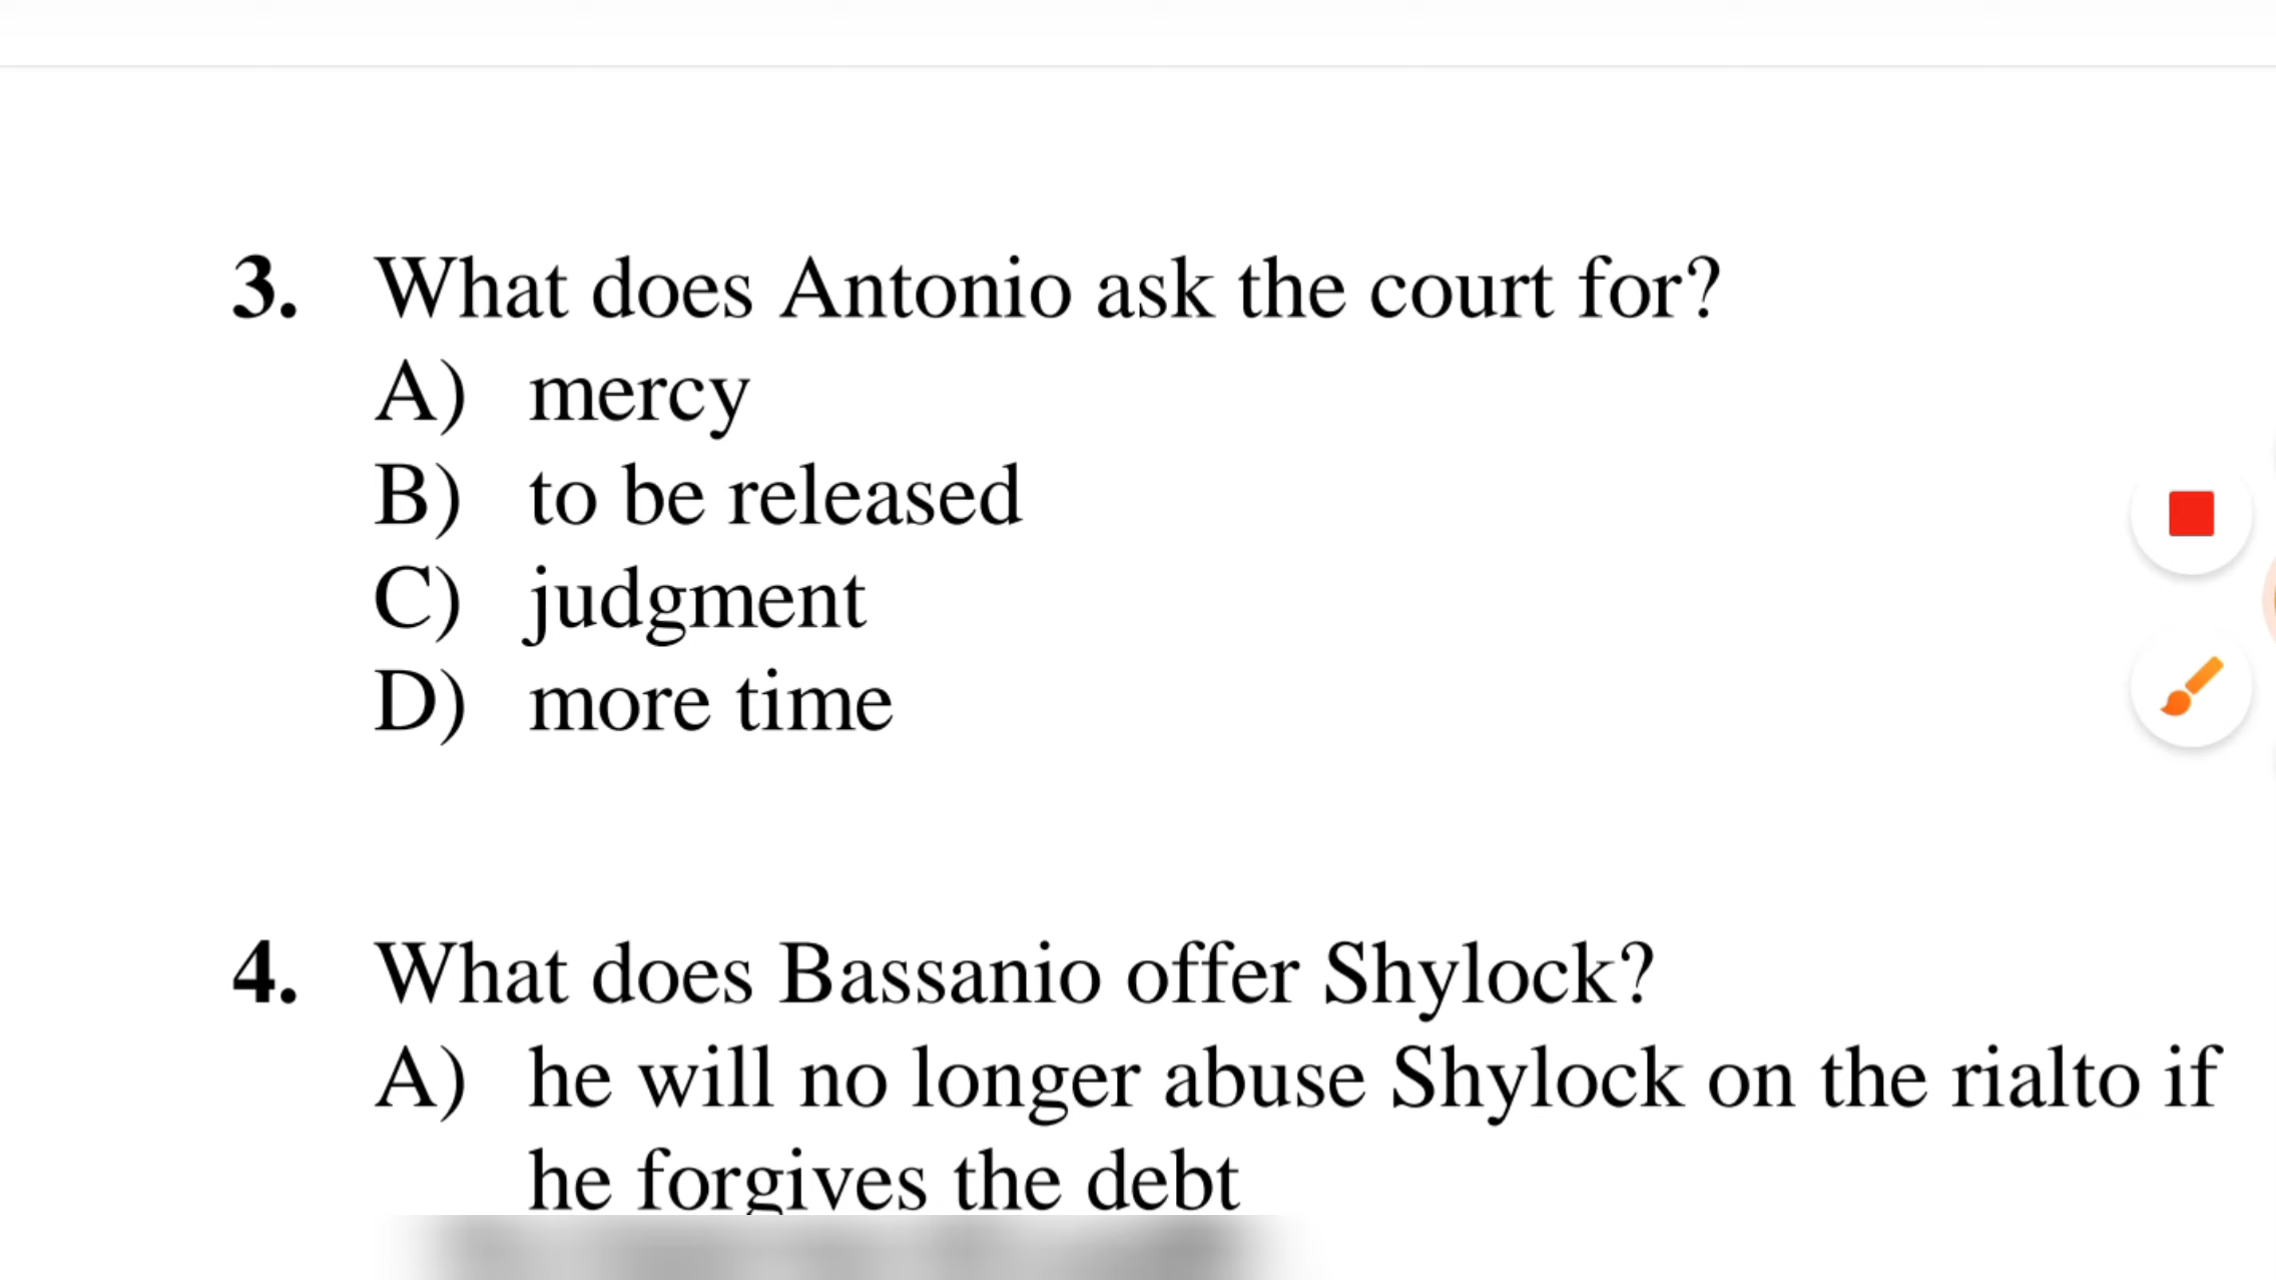 3. What does Antonio ask the court for?
A) mercy
B) to be released
C) judgment
D) more time
4. What does Bassanio offer Shylock?
A) he will no longer abuse Shylock on the rialto if
he forgives the debt